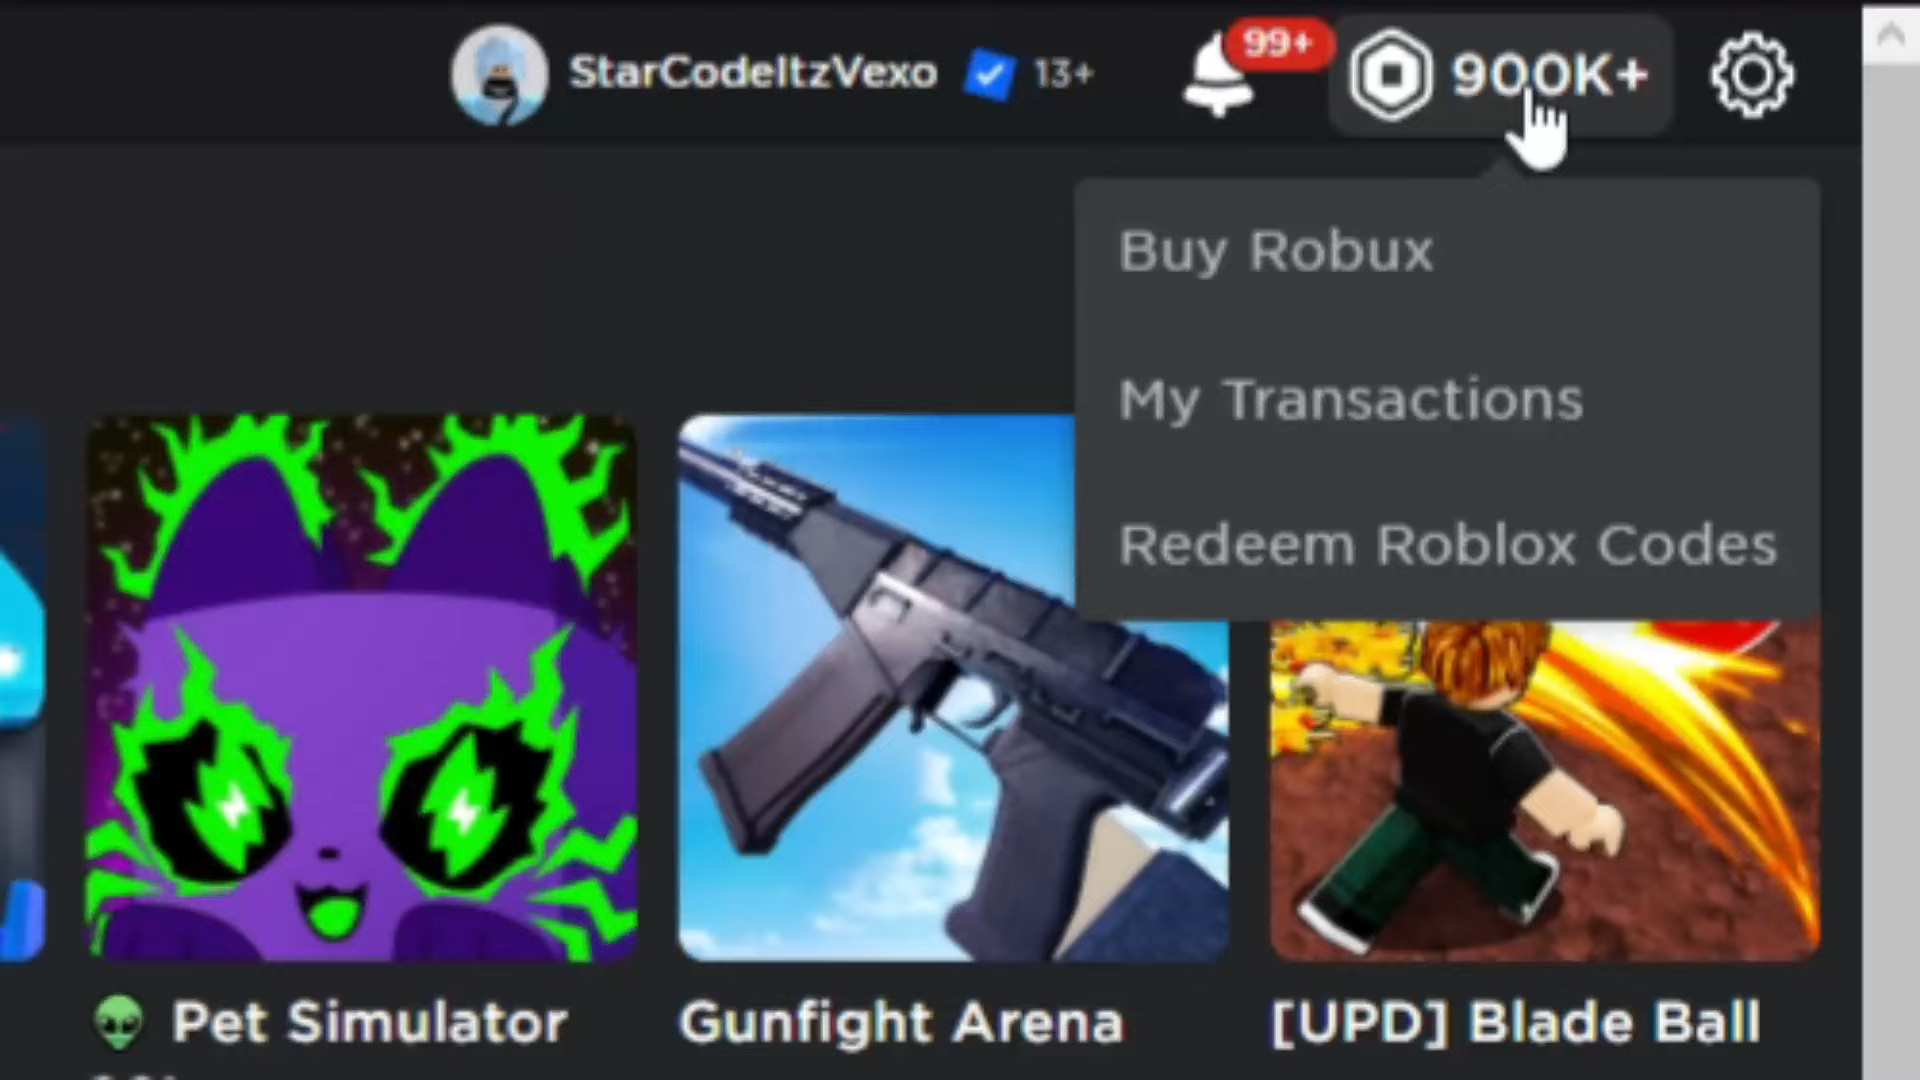 StarCodeItzVexo 13+ 99+ 900K+
Buy Robux
My Transactions
Redeem Roblox Codes
Pet Simulator
Gunfight Arena
[UPD] Blade Ball